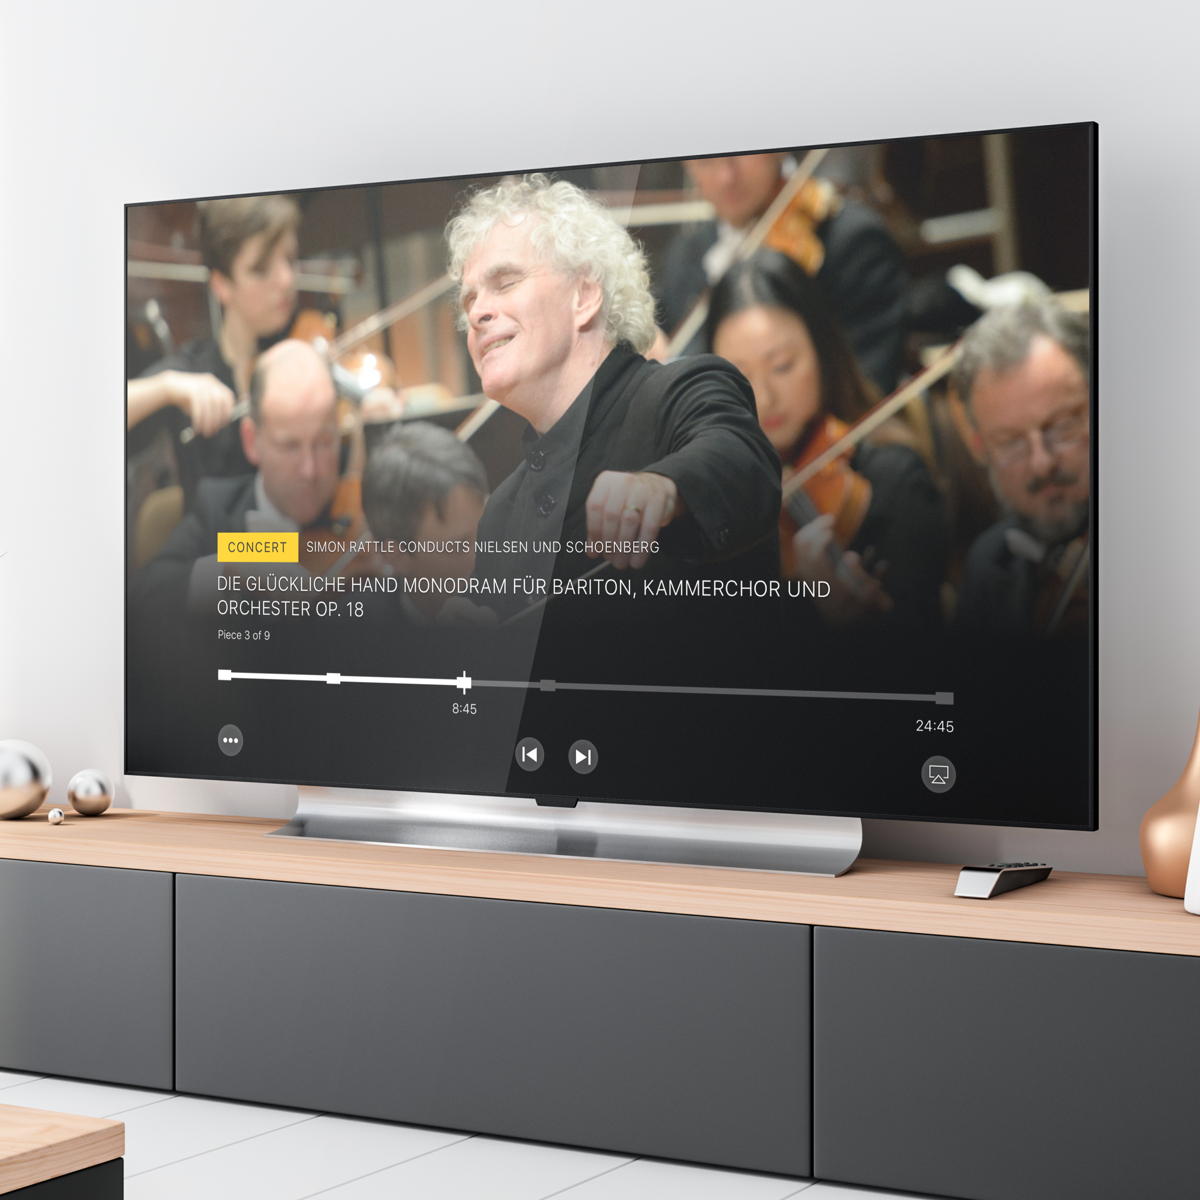 CONCERT SIMON RATTLE CONDUCTS NIELSEN UND SCHOENBERG
DIE GLÜCKLICHE HAND MONODRAM FÜR BARITON, KAMMERCHOR UND
ORCHESTER OP. 18
Piece 3 of 9
8:45
24:45